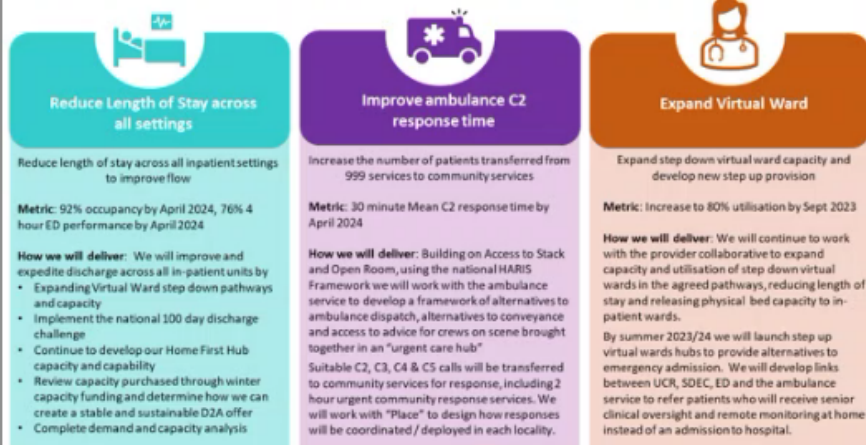 Reduce Length of Stay across
all settings
Reduce length of stay across all inpatient settings
to improve flow
Metric: 92% occupancy by April 2024, 76% 4
hour ED performance by April 2024
How we will deliver: We will improve and
expedite discharge across all in-patient units by
• Expanding Virtual Ward step down pathways
and capacity
• Implement the national 100 day discharge
challenge
• Continue to develop our Home First Hub
capacity and capability
• Review capacity purchased through winter
capacity funding and determine how we can
create a stable and sustainable D2A offer
• Complete demand and capacity analysis
Improve ambulance C2
response time
Increase the number of patients transferred from
999 services to community services
Metric: 30 minute Mean C2 response time by
April 2024
How we will deliver: Building on Access to Stack
and Open Room, using the national HARIS
Framework we will work with the ambulance
service to develop a framework of alternatives to
ambulance dispatch, alternatives to conveyance
and access to advice for crews on scene brought
together in an "urgent care hub"
Suitable C2, C3, C4 & C5 calls will be transferred
to community services for response, including 2
hour urgent community response services. We
will work with "Place" to design how responses
will be coordinated / deployed in each locality.
Expand Virtual Ward
Expand step down virtual ward capacity and
develop new step up provision
Metric: Increase to 80% utilisation by Sept 2023
How we will deliver: We will continue to work
with the provider collaborative to expand
capacity and utilisation of step down virtual
wards in the agreed pathways, reducing length of
stay and releasing physical bed capacity to in-
patient wards.
By summer 2023/24 we will launch step up
virtual wards hubs to provide alternatives to
emergency admission. We will develop links
between UCR, SDEC, ED and the ambulance
service to refer patients who will receive senior
clinical oversight and remote monitoring at home
instead of an admission to hospital.